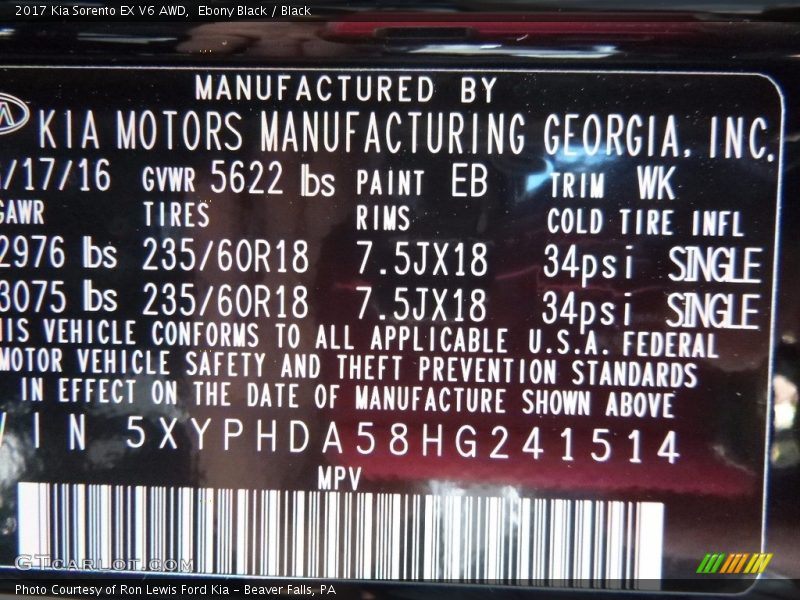 2017 Kia Sorento EX V6 AWD,  Ebony Black / Black
MANUFACTURED BY
KIA MOTORS MANUFACTURING GEORGIA, INC.
/17/16 GVWR 5622 lbs PAINT EB TRIM WK
GAWR TIRES RIMS COLD TIRE INFL
2976 lbs 235/60R18 7.5JX18 34psi SINGLE
3075 lbs 235/60R18 7.5JX18 34psi SINGLE
HIS VEHICLE CONFORMS TO ALL APPLICABLE U.S.A. FEDERAL
MOTOR VEHICLE SAFETY AND THEFT PREVENTION STANDARDS
IN EFFECT ON THE DATE OF MANUFACTURE SHOWN ABOVE
VIN 5XYPHDA58HG241514
MPV
GTCARLOT.COM
Photo Courtesy of Ron Lewis Ford Kia - Beaver Falls, PA